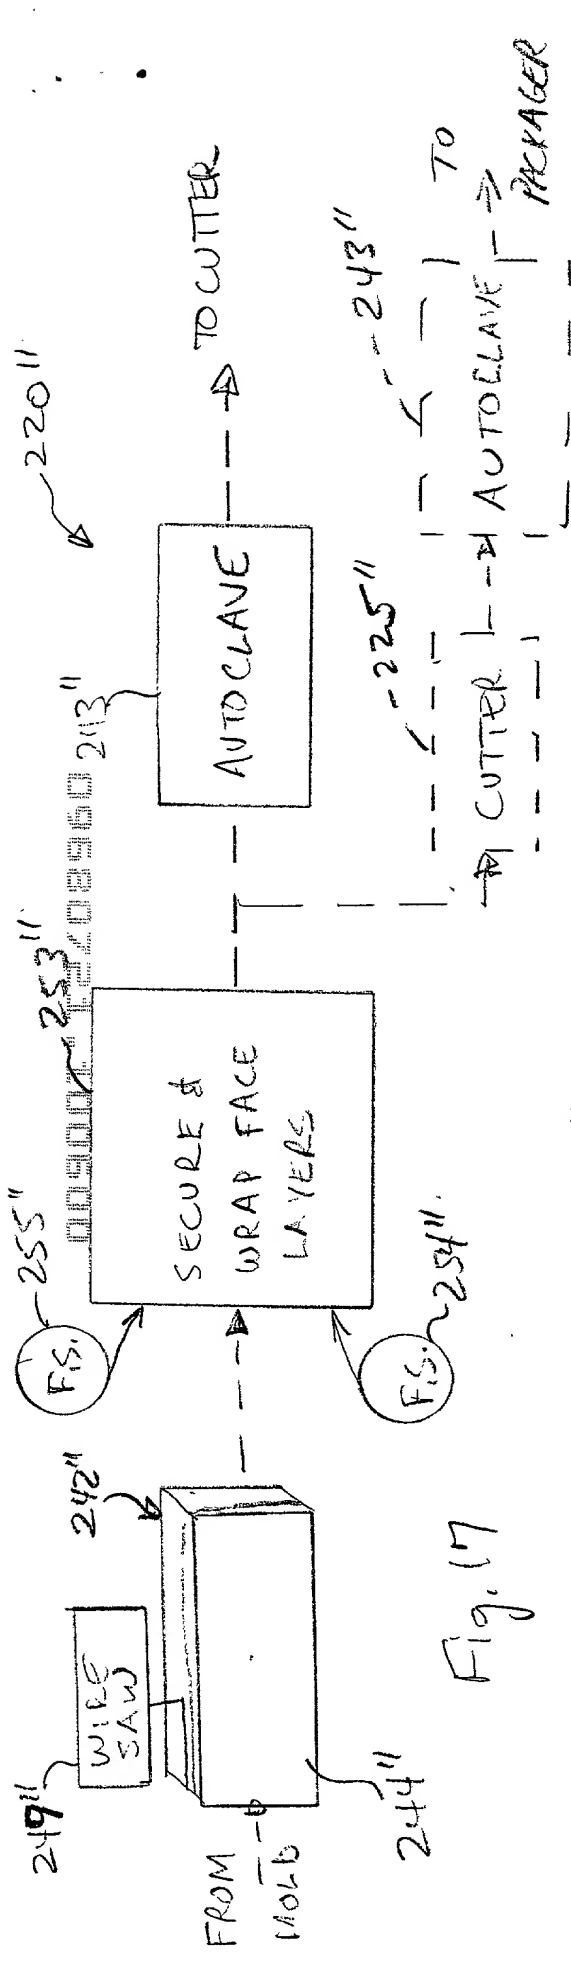 220"
249"
WIRE
SAW
242"
FROM
MOLD
244"
255"
F.S.
F.S.
254"
253"
SECURE &
WRAP FACE
LAYERS
243"
AUTOCLAVE
TO CUTTER
225"
CUTTER
243"
AUTOCLAVE
TO
PACKAGER
Fig. 17